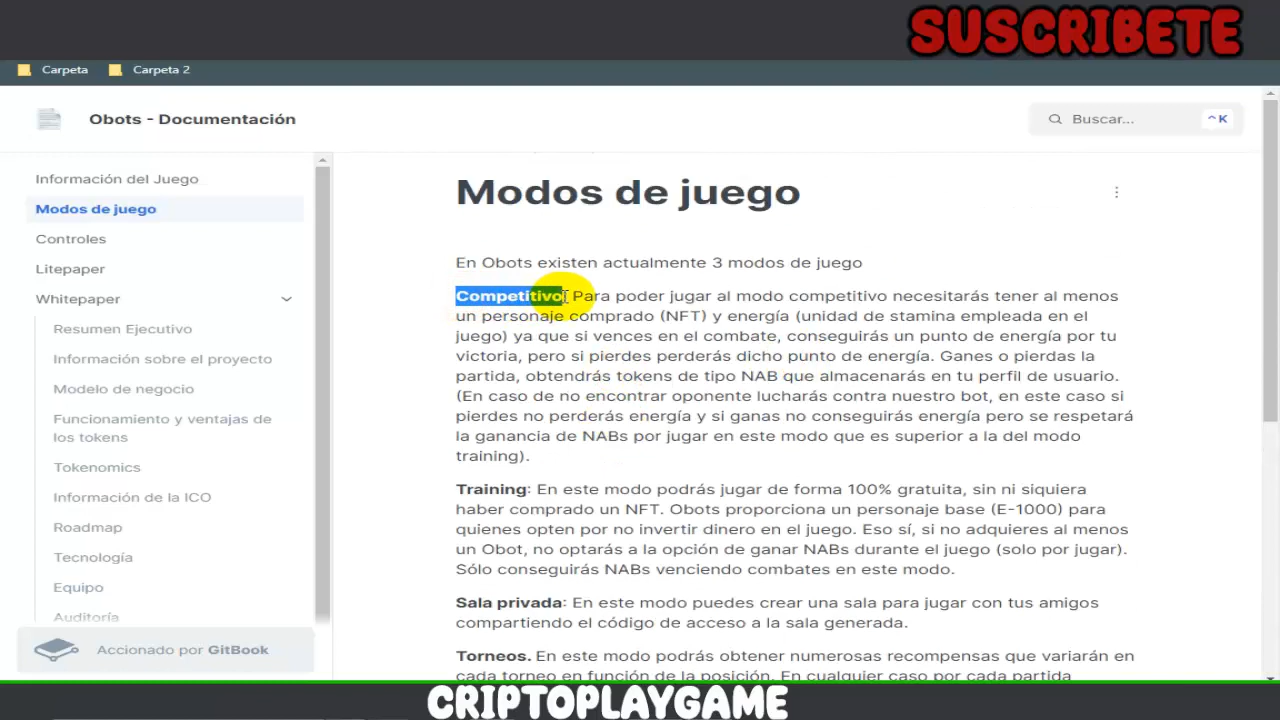 SUSCRIBETE
Carpeta
Carpeta 2
Obots - Documentación
Buscar...
^ K
Información del Juego
Modos de juego
Controles
Litepaper
Whitepaper
Resumen Ejecutivo
Información sobre el proyecto
Modelo de negocio
Funcionamiento y ventajas de
los tokens
Tokenomics
Información de la ICO
Roadmap
Tecnología
Equipo
Auditoría
Accionado por GitBook
Modos de juego
En Obots existen actualmente 3 modos de juego
Competitivo: Para poder jugar al modo competitivo necesitarás tener al menos
un personaje comprado (NFT) y energía (unidad de stamina empleada en el
juego) ya que si vences en el combate, conseguirás un punto de energía por tu
victoria, pero si pierdes perderás dicho punto de energía. Ganes o pierdas la
partida, obtendrás tokens de tipo NAB que almacenarás en tu perfil de usuario.
(En caso de no encontrar oponente lucharás contra nuestro bot, en este caso si
pierdes no perderás energía y si ganas no conseguirás energía pero se respetará
la ganancia de NABs por jugar en este modo que es superior a la del modo
training).
Training: En este modo podrás jugar de forma 100% gratuita, sin ni siquiera
haber comprado un NFT. Obots proporciona un personaje base (E-1000) para
quienes opten por no invertir dinero en el juego. Eso sí, si no adquieres al menos
un Obot, no optarás a la opción de ganar NABs durante el juego (solo por jugar).
Sólo conseguirás NABs venciendo combates en este modo.
Sala privada: En este modo puedes crear una sala para jugar con tus amigos
compartiendo el código de acceso a la sala generada.
Torneos. En este modo podrás obtener numerosas recompensas que variarán en
cada torneo en función de la posición. En cualquier caso por cada partida
CRIPTOPLAYGAME